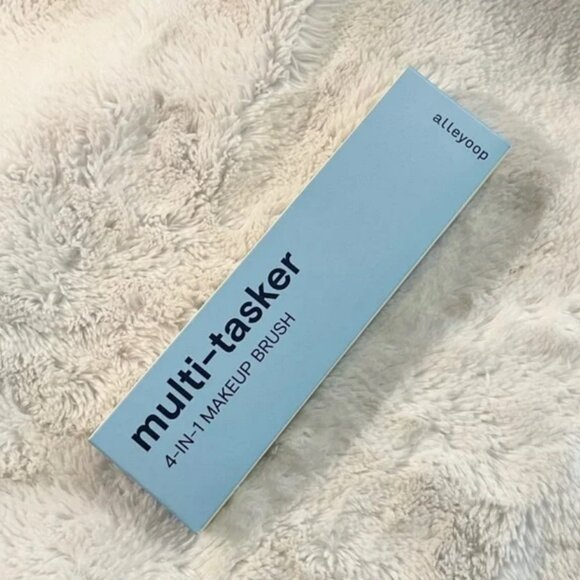 alleyoop
multi-tasker
4-IN-1 MAKEUP BRUSH